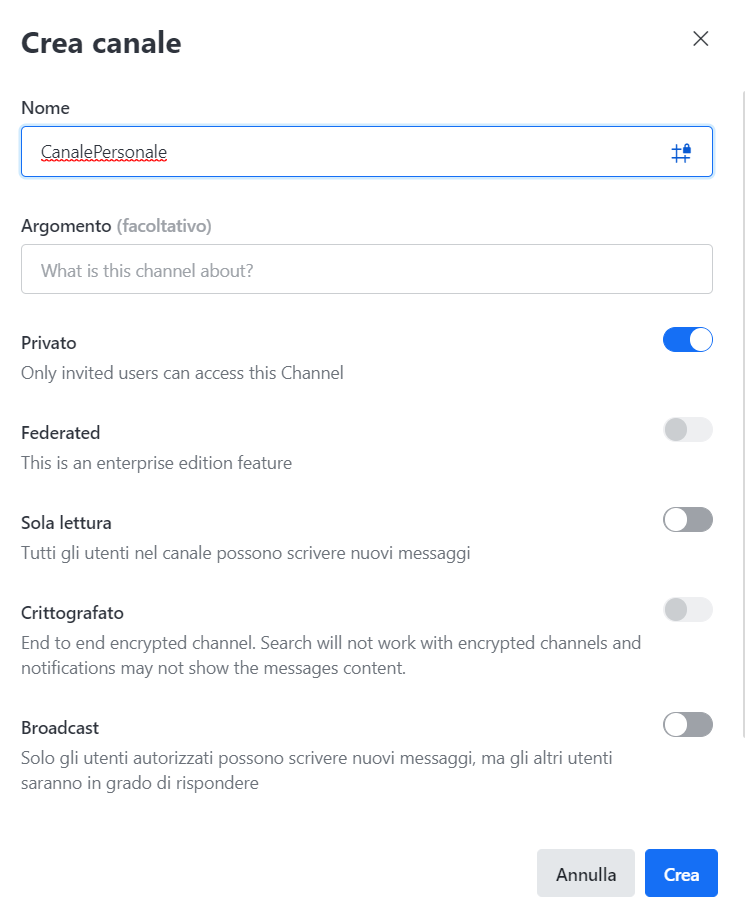 Crea canale
Nome
CanalePersonale
Argomento (facoltativo)
What is this channel about?
Privato
Only invited users can access this Channel
Federated
This is an enterprise edition feature
Sola lettura
Tutti gli utenti nel canale possono scrivere nuovi messaggi
Crittografato
End to end encrypted channel. Search will not work with encrypted channels and
notifications may not show the messages content.
Broadcast
Solo gli utenti autorizzati possono scrivere nuovi messaggi, ma gli altri utenti
saranno in grado di rispondere
Annulla
Crea